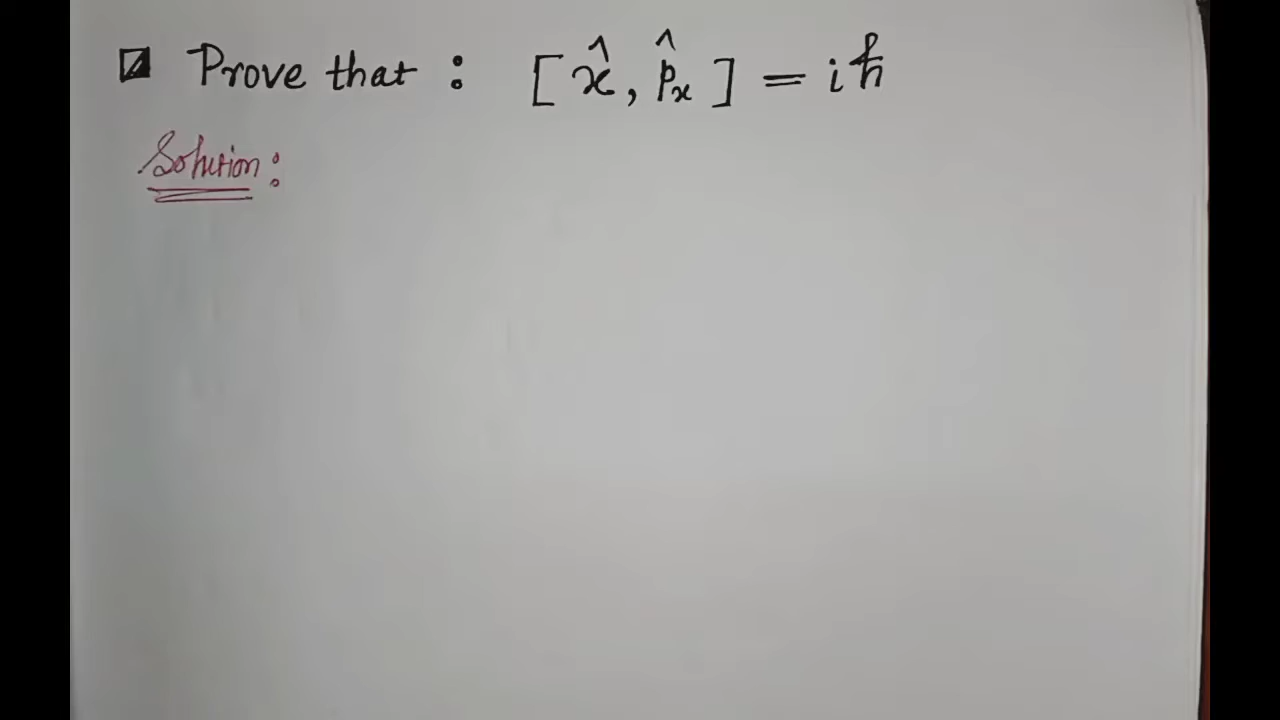 Prove that : [x̂, p̂ₓ] = iℏ
Solution: